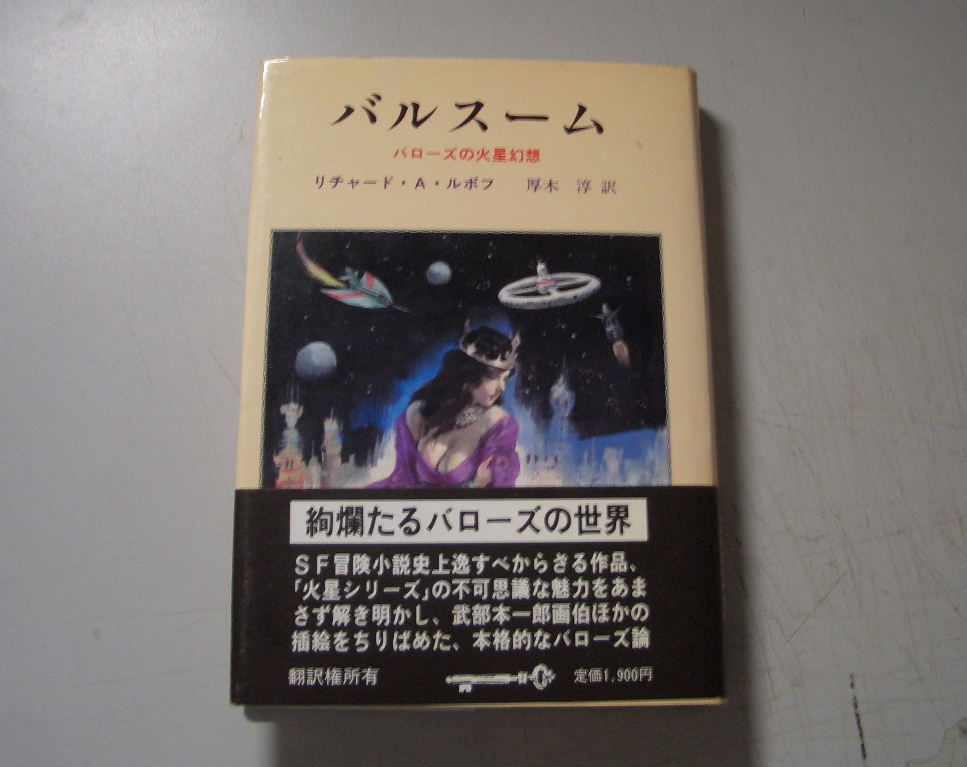 バルスーム
バローズの火星幻想
リチャード・A・ルポフ　厚木　淳 訳
絢爛たるバローズの世界
SF冒険小説史上逸すべからざる作品、
「火星シリーズ」の不可思議な魅力をあま
さず解き明かし、武部本一郎画伯ほかの
插絵をちりばめた、本格的なバローズ論
翻訳権所有
定価1,900円